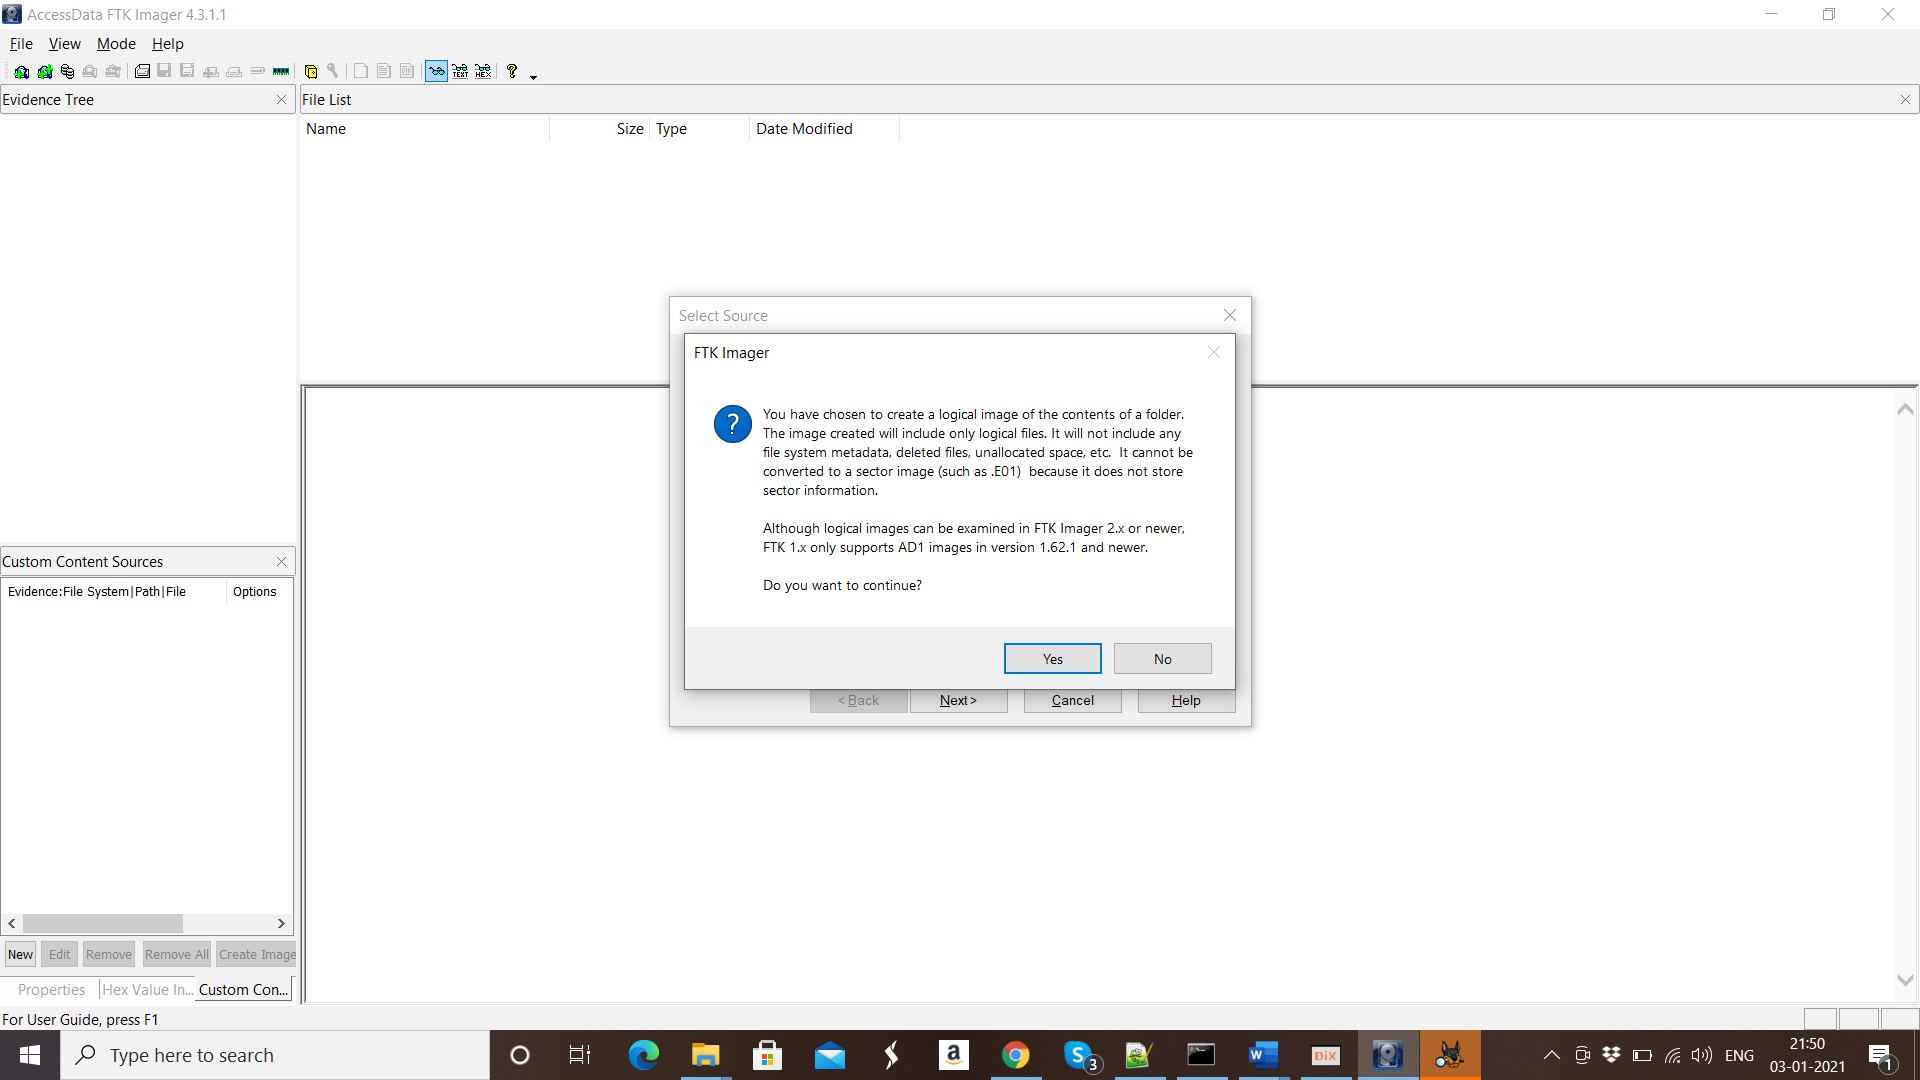 AccessData FTK Imager 4.3.1.1
File View Mode Help
TEXT HEX
Evidence Tree
File List
Name Size Type Date Modified
Select Source
FTK Imager
You have chosen to create a logical image of the contents of a folder.
The image created will include only logical files. It will not include any
file system metadata, deleted files, unallocated space, etc. It cannot be
converted to a sector image (such as .E01) because it does not store
sector information.
Although logical images can be examined in FTK Imager 2.x or newer,
FTK 1.x only supports AD1 images in version 1.62.1 and newer.
Do you want to continue?
Yes No
< Back Next > Cancel Help
Custom Content Sources
Evidence:File System|Path|File Options
New Edit Remove Remove All Create Image
Properties Hex Value In... Custom Con...
For User Guide, press F1
Type here to search
a
3
DiX
ENG
21:50
03-01-2021
1